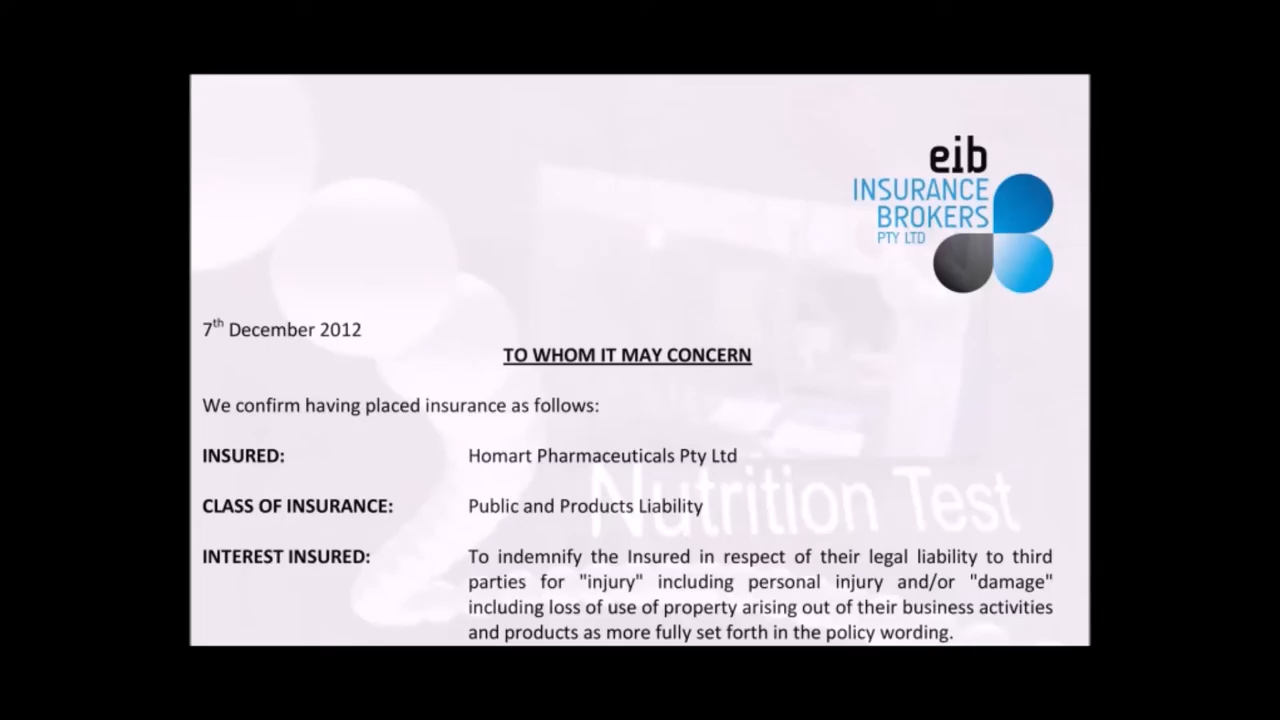 eib
INSURANCE
BROKERS
PTY LTD
7th December 2012
TO WHOM IT MAY CONCERN
We confirm having placed insurance as follows:
INSURED: Homart Pharmaceuticals Pty Ltd
Nutrition Test
CLASS OF INSURANCE: Public and Products Liability
INTEREST INSURED: To indemnify the Insured in respect of their legal liability to third
parties for "injury" including personal injury and/or "damage"
including loss of use of property arising out of their business activities
and products as more fully set forth in the policy wording.